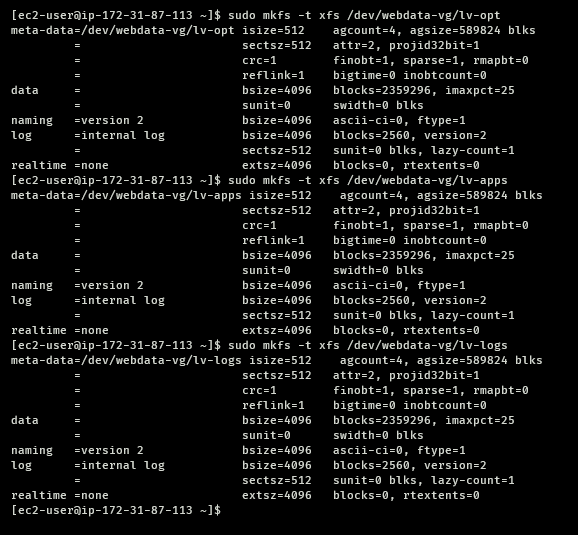 [ec2-user@ip-172-31-87-113 ~]$ sudo mkfs -t xfs /dev/webdata-vg/lv-opt
meta-data=/dev/webdata-vg/lv-opt isize=512    agcount=4, agsize=589824 blks
         =                       sectsz=512   attr=2, projid32bit=1
         =                       crc=1        finobt=1, sparse=1, rmapbt=0
         =                       reflink=1    bigtime=0 inobtcount=0
data     =                       bsize=4096   blocks=2359296, imaxpct=25
         =                       sunit=0      swidth=0 blks
naming   =version 2              bsize=4096   ascii-ci=0, ftype=1
log      =internal log           bsize=4096   blocks=2560, version=2
         =                       sectsz=512   sunit=0 blks, lazy-count=1
realtime =none                   extsz=4096   blocks=0, rtextents=0
[ec2-user@ip-172-31-87-113 ~]$ sudo mkfs -t xfs /dev/webdata-vg/lv-apps
meta-data=/dev/webdata-vg/lv-apps isize=512    agcount=4, agsize=589824 blks
         =                       sectsz=512   attr=2, projid32bit=1
         =                       crc=1        finobt=1, sparse=1, rmapbt=0
         =                       reflink=1    bigtime=0 inobtcount=0
data     =                       bsize=4096   blocks=2359296, imaxpct=25
         =                       sunit=0      swidth=0 blks
naming   =version 2              bsize=4096   ascii-ci=0, ftype=1
log      =internal log           bsize=4096   blocks=2560, version=2
         =                       sectsz=512   sunit=0 blks, lazy-count=1
realtime =none                   extsz=4096   blocks=0, rtextents=0
[ec2-user@ip-172-31-87-113 ~]$ sudo mkfs -t xfs /dev/webdata-vg/lv-logs
meta-data=/dev/webdata-vg/lv-logs isize=512    agcount=4, agsize=589824 blks
         =                       sectsz=512   attr=2, projid32bit=1
         =                       crc=1        finobt=1, sparse=1, rmapbt=0
         =                       reflink=1    bigtime=0 inobtcount=0
data     =                       bsize=4096   blocks=2359296, imaxpct=25
         =                       sunit=0      swidth=0 blks
naming   =version 2              bsize=4096   ascii-ci=0, ftype=1
log      =internal log           bsize=4096   blocks=2560, version=2
         =                       sectsz=512   sunit=0 blks, lazy-count=1
realtime =none                   extsz=4096   blocks=0, rtextents=0
[ec2-user@ip-172-31-87-113 ~]$